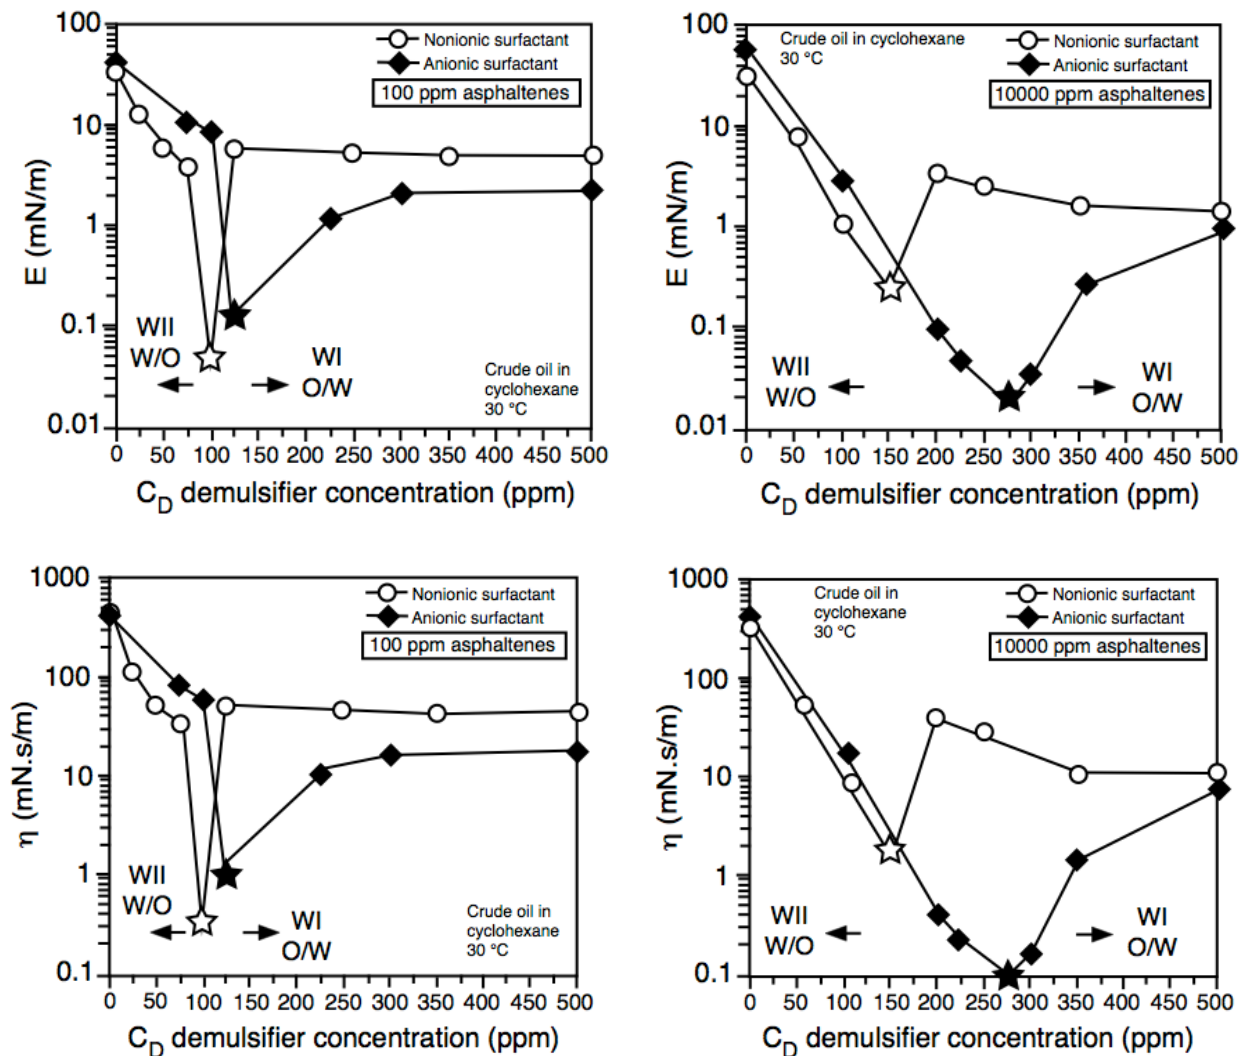 100
10
1
0.1
0.01
E (mN/m)
Nonionic surfactant
Anionic surfactant
100 ppm asphaltenes
WII
W/O
WI
O/W
Crude oil in
cyclohexane
30 °C
0 50 100 150 200 250 300 350 400 450 500
C_D demulsifier concentration (ppm)
100
10
1
0.1
0.01
E (mN/m)
Crude oil in cyclohexane
30 °C
Nonionic surfactant
Anionic surfactant
10000 ppm asphaltenes
WII
W/O
WI
O/W
0 50 100 150 200 250 300 350 400 450 500
C_D demulsifier concentration (ppm)
1000
100
10
1
0.1
η (mN.s/m)
Nonionic surfactant
Anionic surfactant
100 ppm asphaltenes
WII
W/O
WI
O/W
Crude oil in
cyclohexane
30 °C
0 50 100 150 200 250 300 350 400 450 500
C_D demulsifier concentration (ppm)
1000
100
10
1
0.1
η (mN.s/m)
Crude oil in
cyclohexane
30 °C
Nonionic surfactant
Anionic surfactant
10000 ppm asphaltenes
WII
W/O
WI
O/W
0 50 100 150 200 250 300 350 400 450 500
C_D demulsifier concentration (ppm)